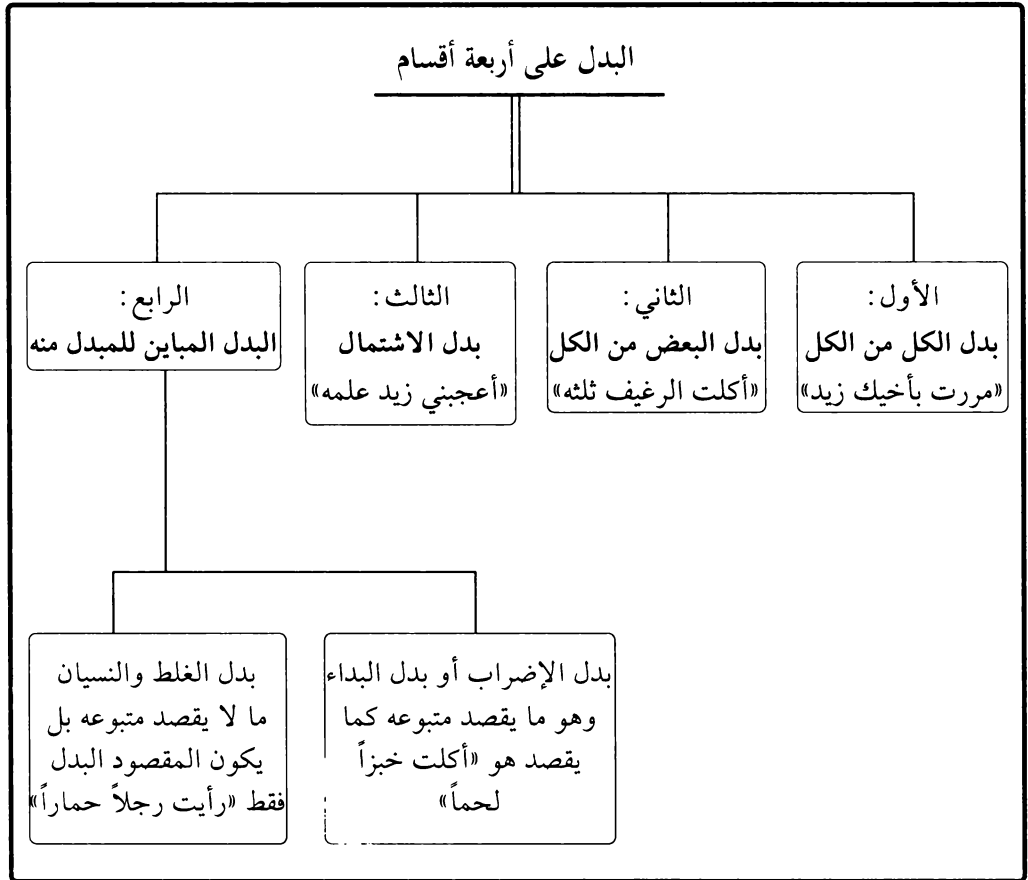 البدل على أربعة أقسام
الأول:
بدل الكل من الكل
«مررت بأخيك زيد»
الثاني:
بدل البعض من الكل
«أكلت الرغيف ثلثه»
الثالث:
بدل الاشتمال
«أعجبني زيد علمه»
الرابع:
البدل المباين للمبدل منه
بدل الإضراب أو بدل البداء
وهو ما يقصد متبوعه كما
يقصد هو «أكلت خبزاً
لحماً»
بدل الغلط والنسيان
ما لا يقصد متبوعه بل
يكون المقصود البدل
فقط «رأيت رجلاً حماراً»